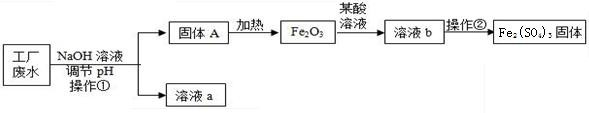 某酸
固体 A 加热 Fe₂O₃ 溶液 溶液 b 操作② Fe₂(SO₄)₃ 固体
工厂
废水
NaOH 溶液
调节 pH
操作①
溶液 a